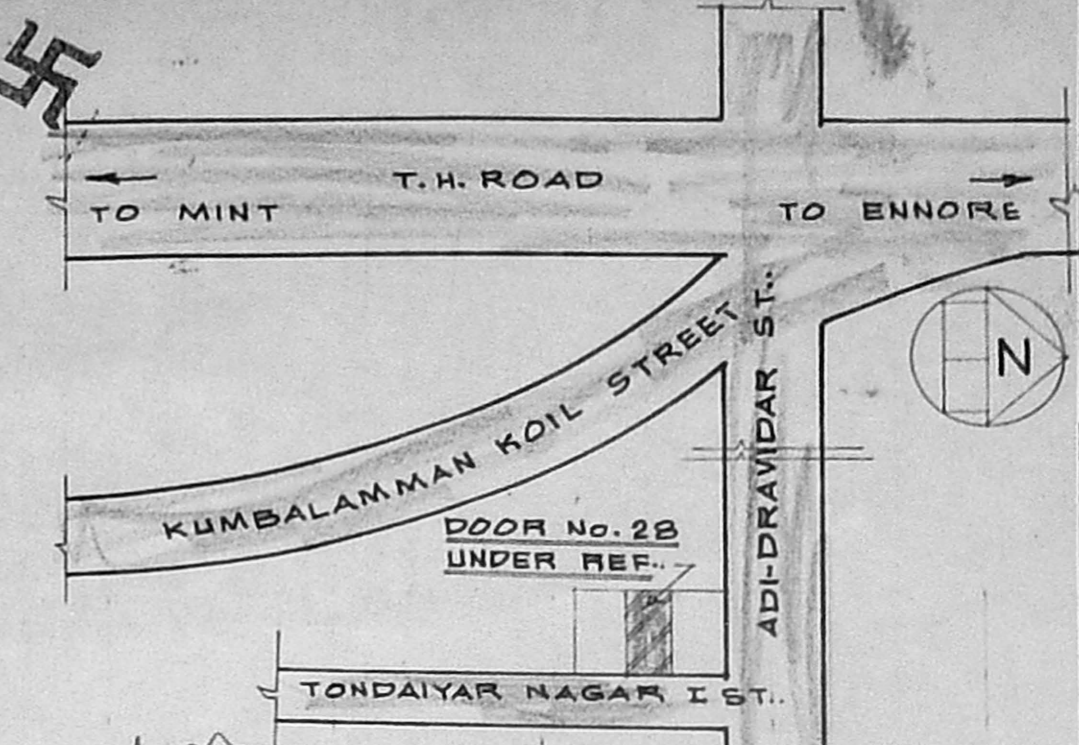 T.H. ROAD
TO MINT
TO ENNORE
N
KUMBALAMMAN KOIL STREET
ADI-DRAVIDAR ST..
DOOR No. 28
UNDER REF..
TONDAIYAR NAGAR I ST..